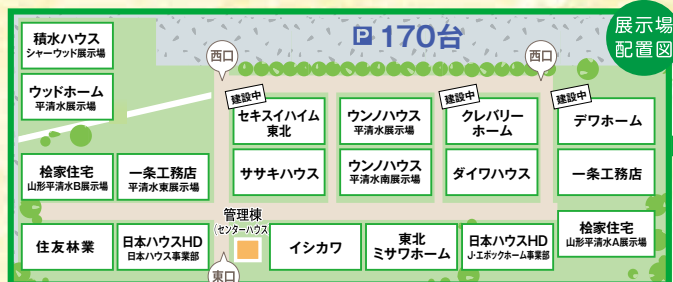 展示場
配置図
P 170台
積水ハウス
シャーウッド展示場
ウッドホーム
平清水展示場
西口
西口
建設中
セキスイハイム
東北
ウンノハウス
平清水展示場
建設中
クレバリー
ホーム
建設中
デワホーム
桧家住宅
山形平清水B展示場
一条工務店
平清水東展示場
ササキハウス
ウンノハウス
平清水南展示場
ダイワハウス
一条工務店
住友林業
日本ハウスHD
日本ハウス事業部
管理棟
(センターハウス)
イシカワ
東北
ミサワホーム
日本ハウスHD
J・エポックホーム事業部
桧家住宅
山形平清水A展示場
東口